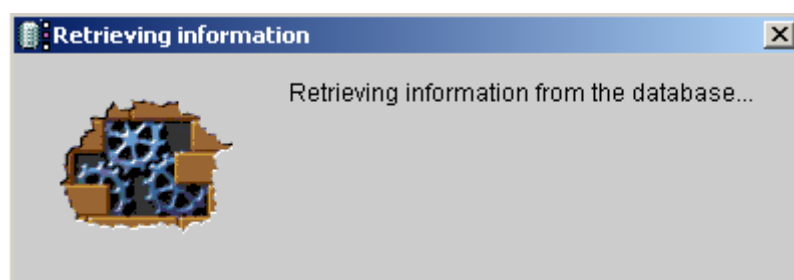 Retrieving information
Retrieving information from the database...